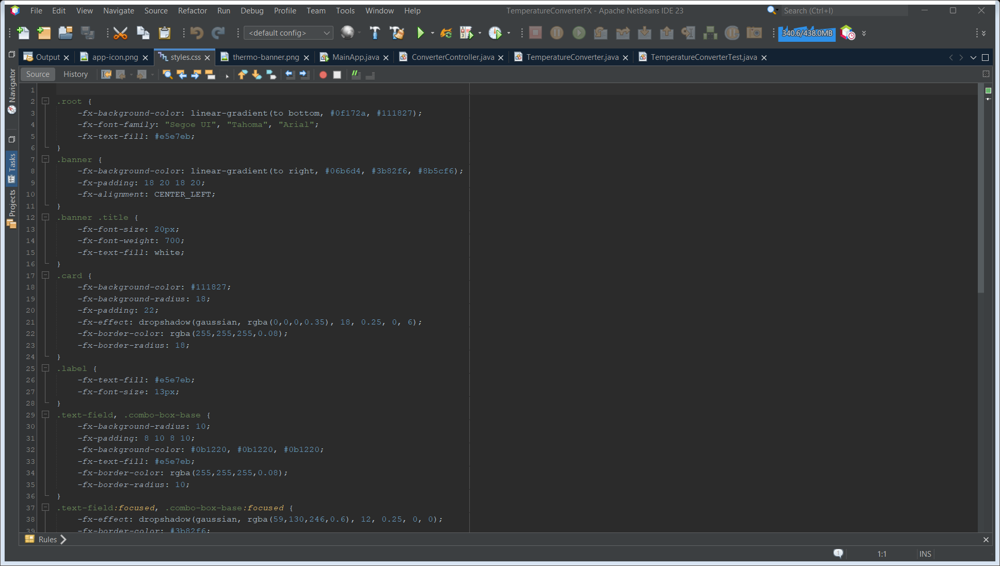 File Edit View Navigate Source Refactor Run Debug Profile Team Tools Window Help TemperatureConverterFX - Apache NetBeans IDE 23 Search (Ctrl+I)
<default config> 340.6/438.0MB
Output app-icon.png styles.css thermo-banner.png MainApp.java ConverterController.java TemperatureConverter.java TemperatureConverterTest.java
Source History
Navigator
Tasks
Projects
1
2 .root {
3 -fx-background-color: linear-gradient(to bottom, #0f172a, #111827);
4 -fx-font-family: "Segoe UI", "Tahoma", "Arial";
5 -fx-text-fill: #e5e7eb;
6 }
7 .banner {
8 -fx-background-color: linear-gradient(to right, #06b6d4, #3b82f6, #8b5cf6);
9 -fx-padding: 18 20 18 20;
10 -fx-alignment: CENTER_LEFT;
11 }
12 .banner .title {
13 -fx-font-size: 20px;
14 -fx-font-weight: 700;
15 -fx-text-fill: white;
16 }
17 .card {
18 -fx-background-color: #111827;
19 -fx-background-radius: 18;
20 -fx-padding: 22;
21 -fx-effect: dropshadow(gaussian, rgba(0,0,0,0.35), 18, 0.25, 0, 6);
22 -fx-border-color: rgba(255,255,255,0.08);
23 -fx-border-radius: 18;
24 }
25 .label {
26 -fx-text-fill: #e5e7eb;
27 -fx-font-size: 13px;
28 }
29 .text-field, .combo-box-base {
30 -fx-background-radius: 10;
31 -fx-padding: 8 10 8 10;
32 -fx-background-color: #0b1220, #0b1220, #0b1220;
33 -fx-text-fill: #e5e7eb;
34 -fx-border-color: rgba(255,255,255,0.08);
35 -fx-border-radius: 10;
36 }
37 .text-field:focused, .combo-box-base:focused {
38 -fx-effect: dropshadow(gaussian, rgba(59,130,246,0.6), 12, 0.25, 0, 0);
39 -fx-border-color: #3b82f6;
Rules
1:1 INS